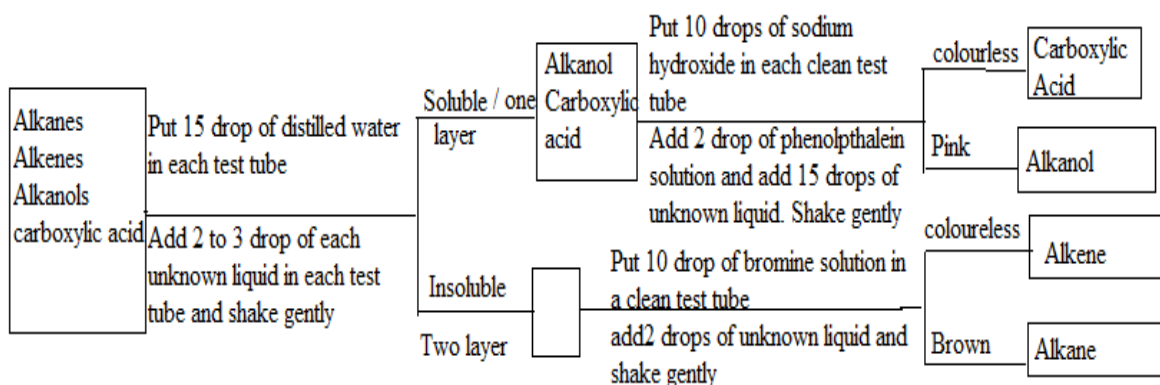 Alkanes
Alkenes
Alkanols
carboxylic acid
Put 15 drop of distilled water
in each test tube
Add 2 to 3 drop of each
unknown liquid in each test
tube and shake gently
Soluble / one
layer
Insoluble
Two layer
Alkanol
Carboxylic
acid
Put 10 drops of sodium
hydroxide in each clean test
tube
Add 2 drop of phenolpthalein
solution and add 15 drops of
unknown liquid. Shake gently
colourless
Carboxylic
Acid
Pink
Alkanol
Put 10 drop of bromine solution in
a clean test tube
add2 drops of unknown liquid and
shake gently
coloureless
Alkene
Brown
Alkane